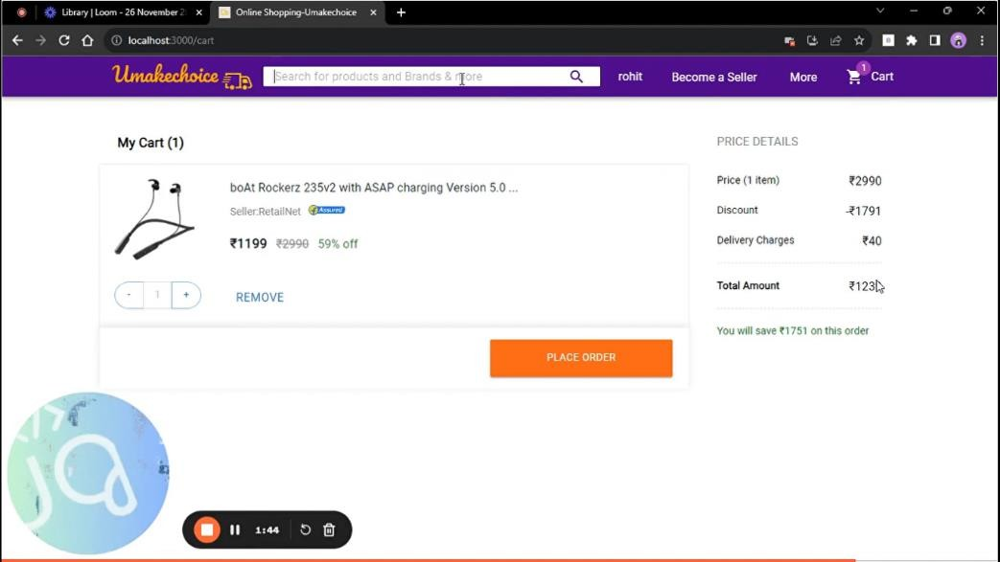 Library | Loom - 26 November 2
Online Shopping-Umakechoice
localhost:3000/cart
Umakechoice
Search for products and Brands & more
rohit
Become a Seller
More
1
Cart
My Cart (1)
boAt Rockerz 235v2 with ASAP charging Version 5.0 ...
Seller:RetailNet Assured
₹1199 ₹2990 59% off
- 1 +
REMOVE
PLACE ORDER
PRICE DETAILS
Price (1 item) ₹2990
Discount -₹1791
Delivery Charges ₹40
Total Amount ₹123
You will save ₹1751 on this order
1:44